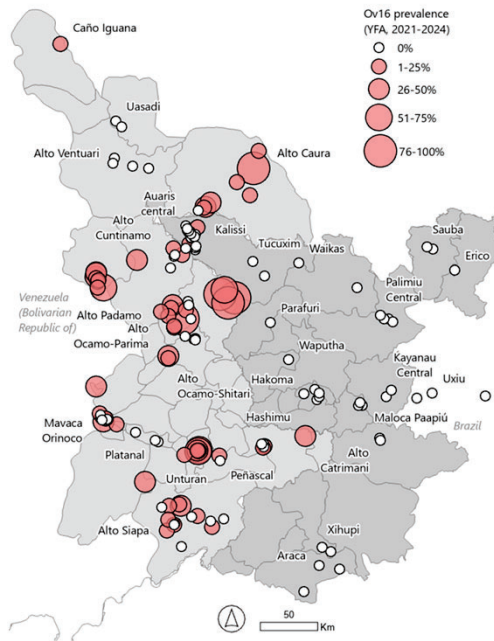 Ov16 prevalence
(YFA, 2021-2024)
0%
1-25%
26-50%
51-75%
76-100%
Caño Iguana
Uasadi
Alto Ventuari
Alto Caura
Auaris
central
Alto
Cuntinamo
Kalissi
Tucuxim
Waikas
Sauba
Erico
Palimiu
Central
Venezuela
(Bolivarian
Republic of)
Alto Padamo
Alto
Ocamo-Parima
Parafuri
Waputha
Kayanau
Central
Uxiu
Alto
Ocamo-Shitari
Hakoma
Hashimu
Maloca Paapiú
Brazil
Mavaca
Orinoco
Platanal
Unturan
Peñascal
Alto
Catrimani
Alto Siapa
Xihupi
Araca
50
Km